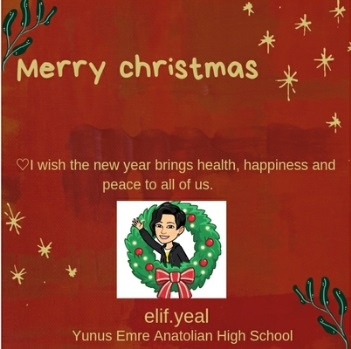 Merry christmas
♡I wish the new year brings health, happiness and
peace to all of us.
elif.yeal
Yunus Emre Anatolian High School